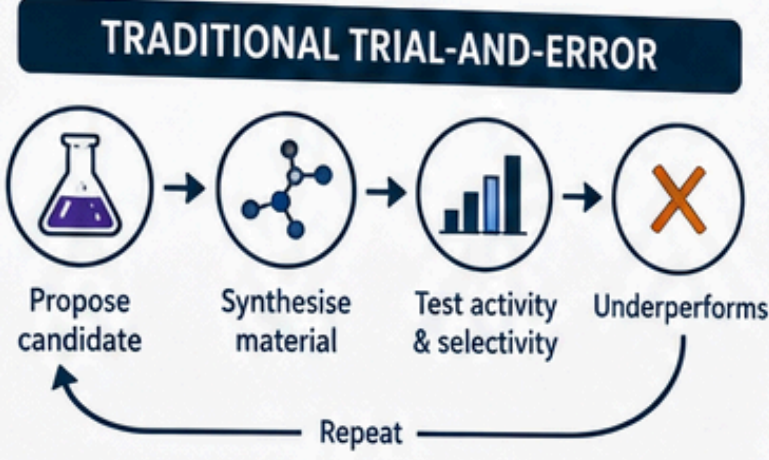 TRADITIONAL TRIAL-AND-ERROR
Propose
candidate
Synthesise
material
Test activity
& selectivity
Underperforms
Repeat